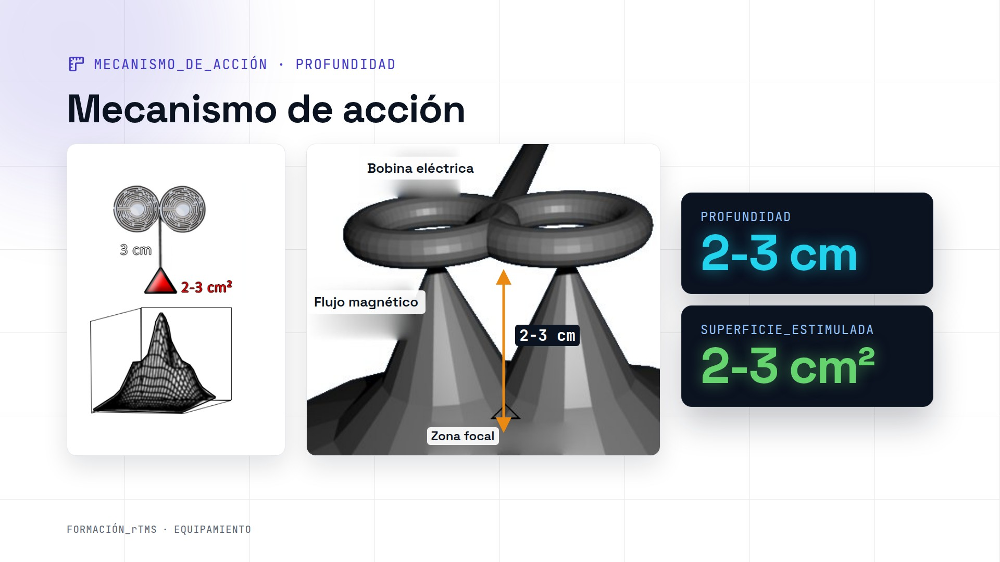 MECANISMO_DE_ACCIÓN · PROFUNDIDAD
Mecanismo de acción
3 cm
2-3 cm²
Bobina eléctrica
Flujo magnético
2-3 cm
Zona focal
PROFUNDIDAD
2-3 cm
SUPERFICIE_ESTIMULADA
2-3 cm²
FORMACIÓN_rTMS · EQUIPAMIENTO